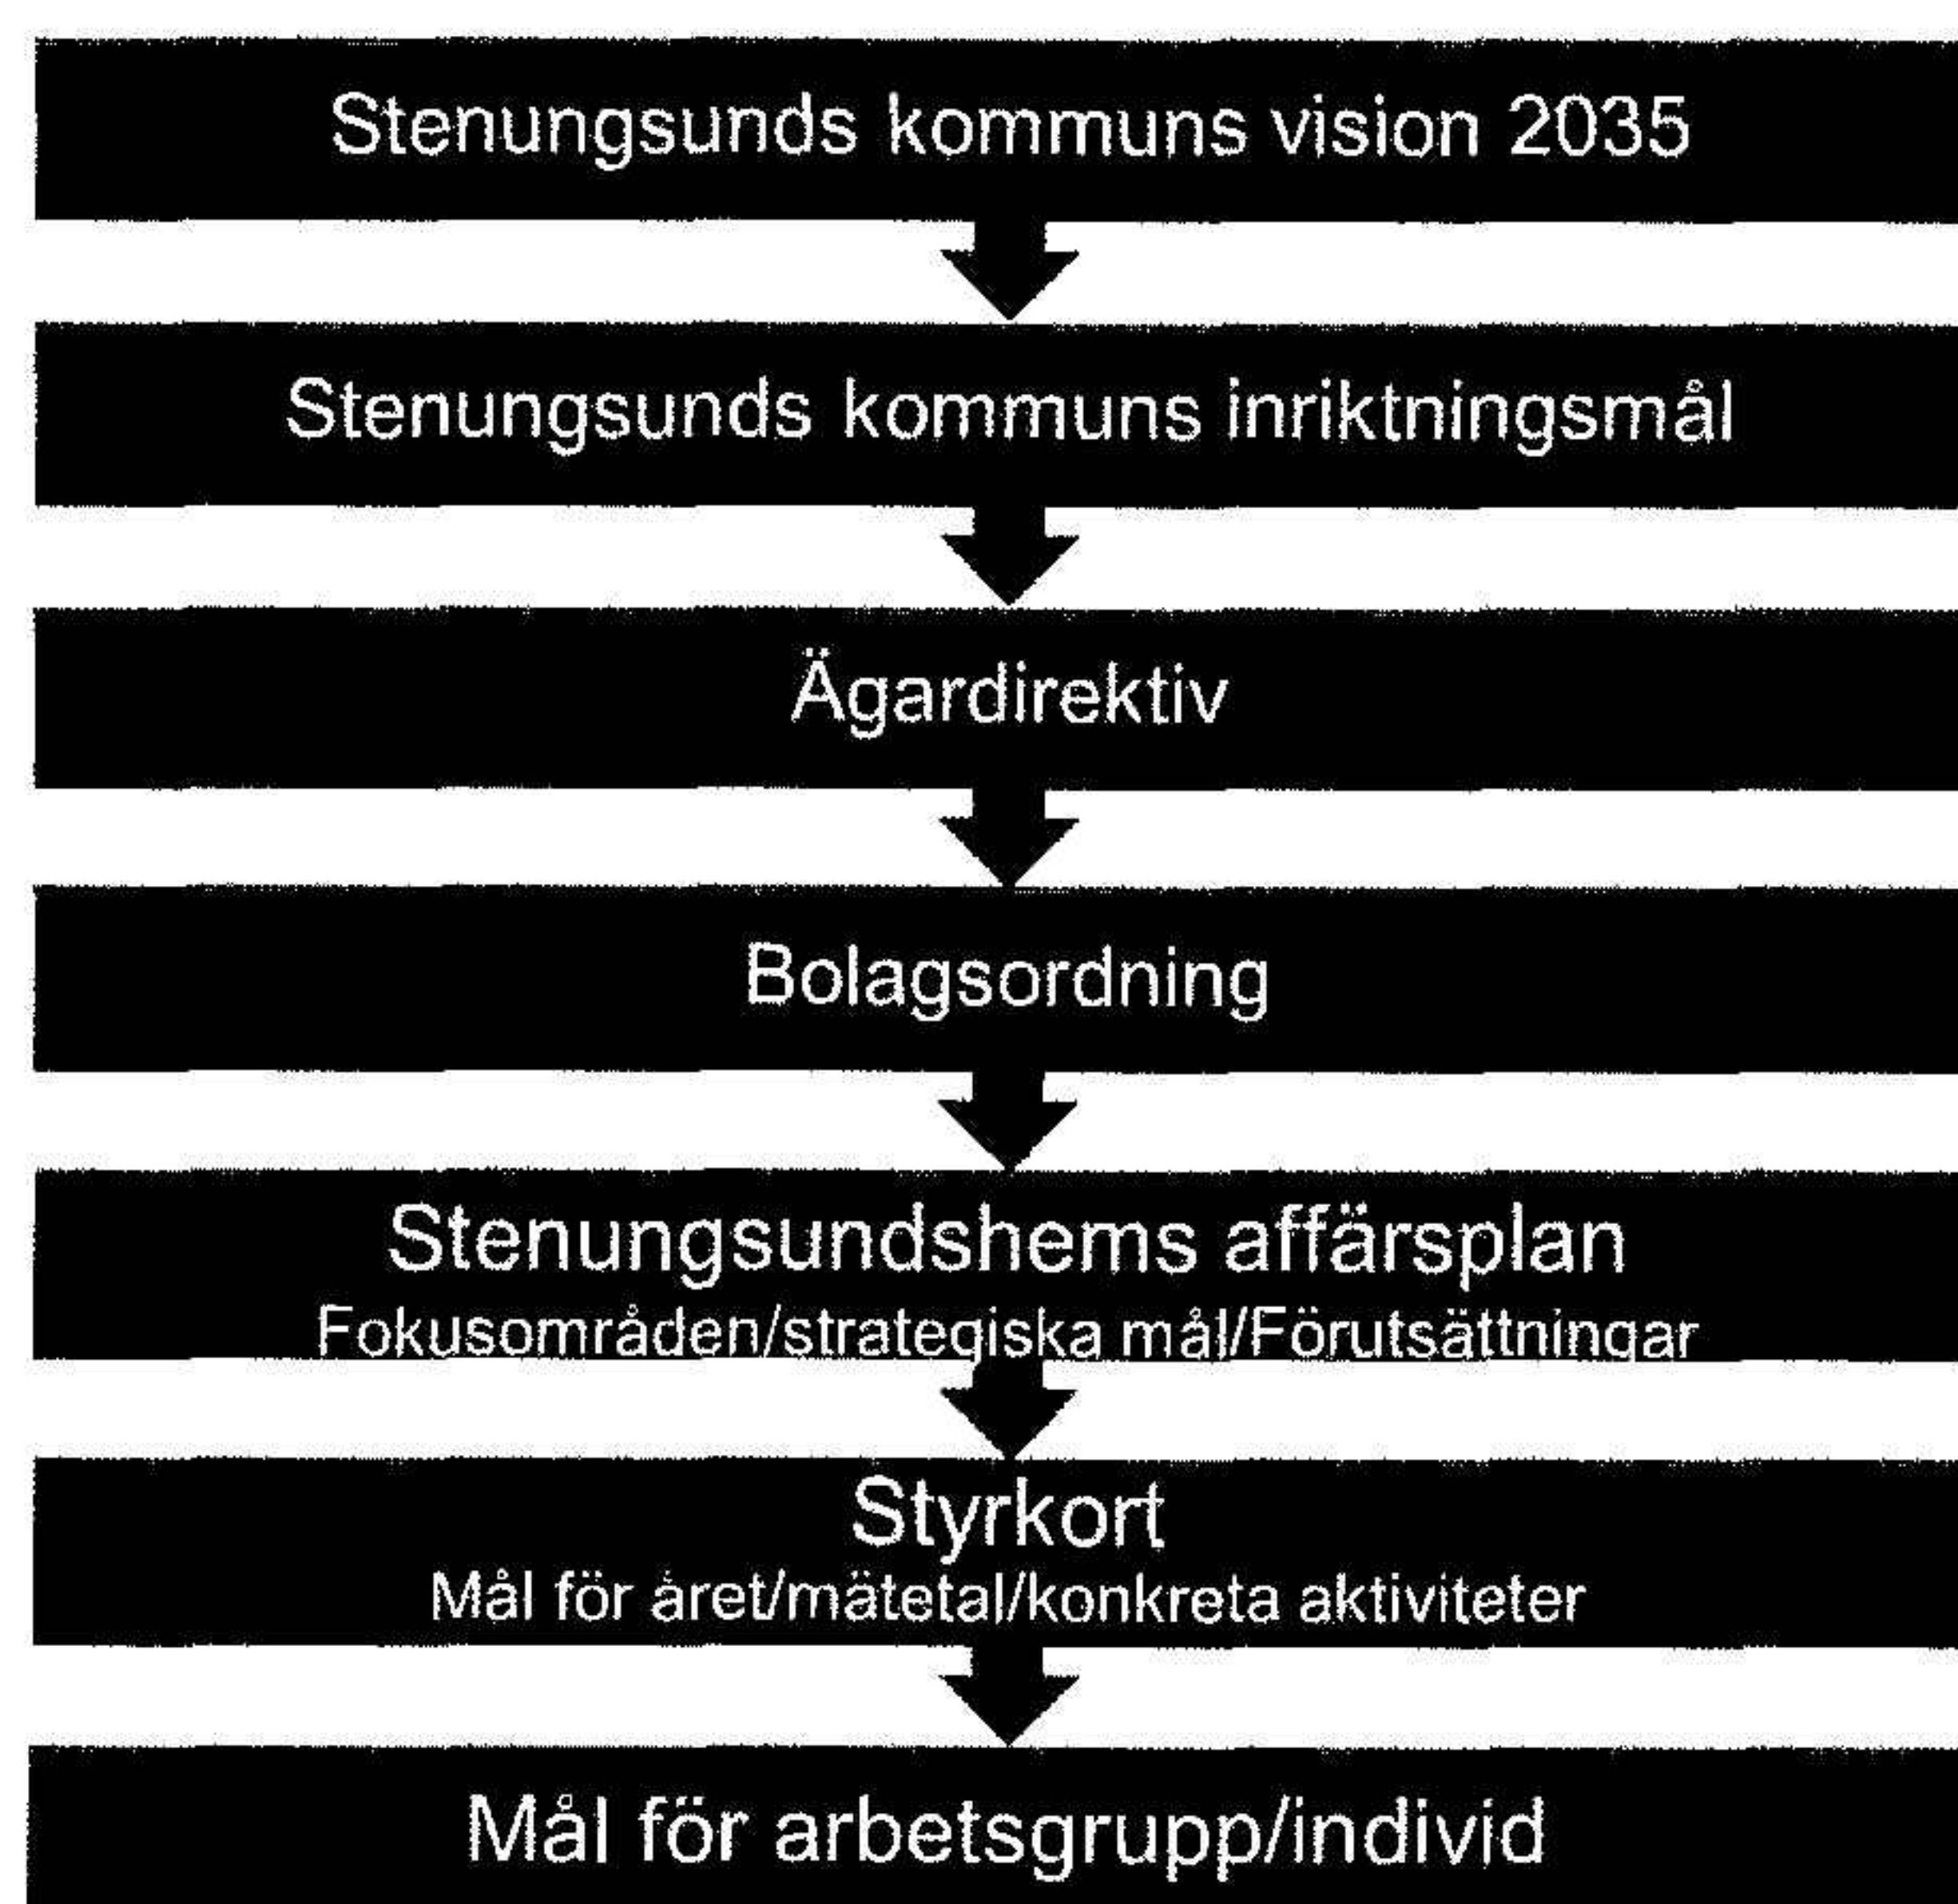 Stenungsunds kommuns vision 2035
Stenungsunds kommuns inriktningsmål
Ägardirektiv
Bolagsordning
Stenungsundshems affärsplan
Fokusområden/strategiska mål/Förutsättningar
Styrkort
Mål för året/mätetal/konkreta aktiviteter
Mål för arbetsgrupp/individ